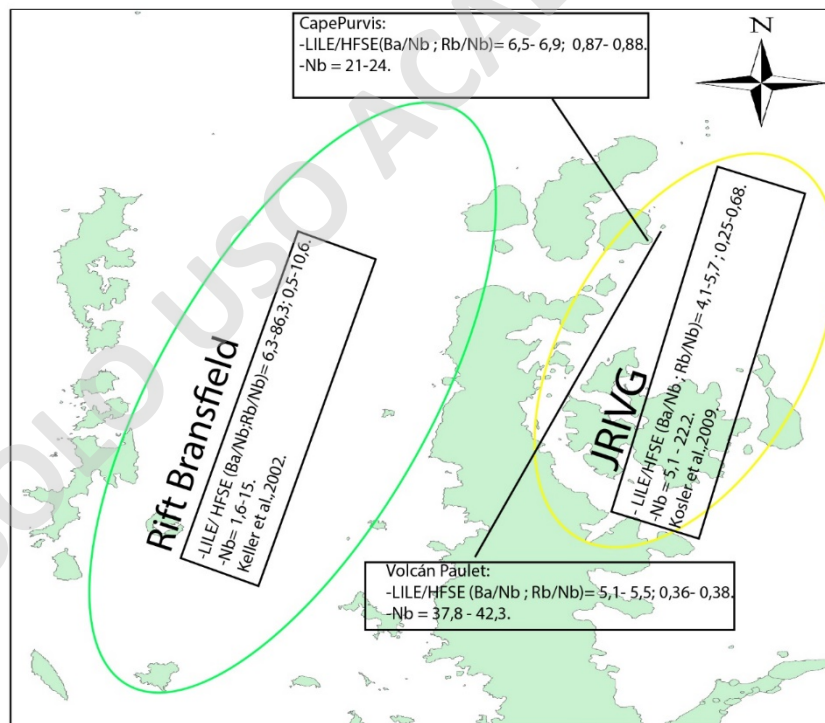 CapePurvis:
-LILE/HFSE(Ba/Nb ; Rb/Nb)= 6,5- 6,9; 0,87- 0,88.
-Nb = 21-24.
N
Rift Bransfield
-LILE/ HFSE (Ba/Nb;Rb/Nb)= 6,3-86,3; 0,5-10,6.
-Nb= 1,6-15.
Keller et al.,2002.
JRIVG
- LILE/HFSE (Ba/Nb ; Rb/Nb)= 4,1-5,7 ; 0,25-0,68.
-Nb = 5,1 - 22.2.
Kosler et al.,2009.
Volcán Paulet:
-LILE/HFSE (Ba/Nb ; Rb/Nb)= 5,1- 5,5; 0,36- 0,38.
-Nb = 37,8 - 42,3.
SOLO USO ACA